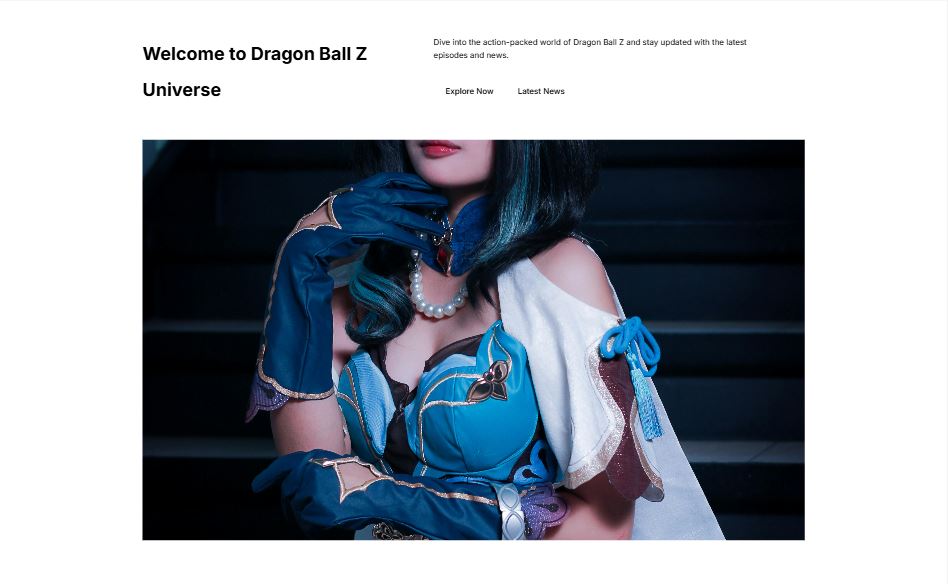 Welcome to Dragon Ball Z
Universe
Dive into the action-packed world of Dragon Ball Z and stay updated with the latest
episodes and news.
Explore Now
Latest News